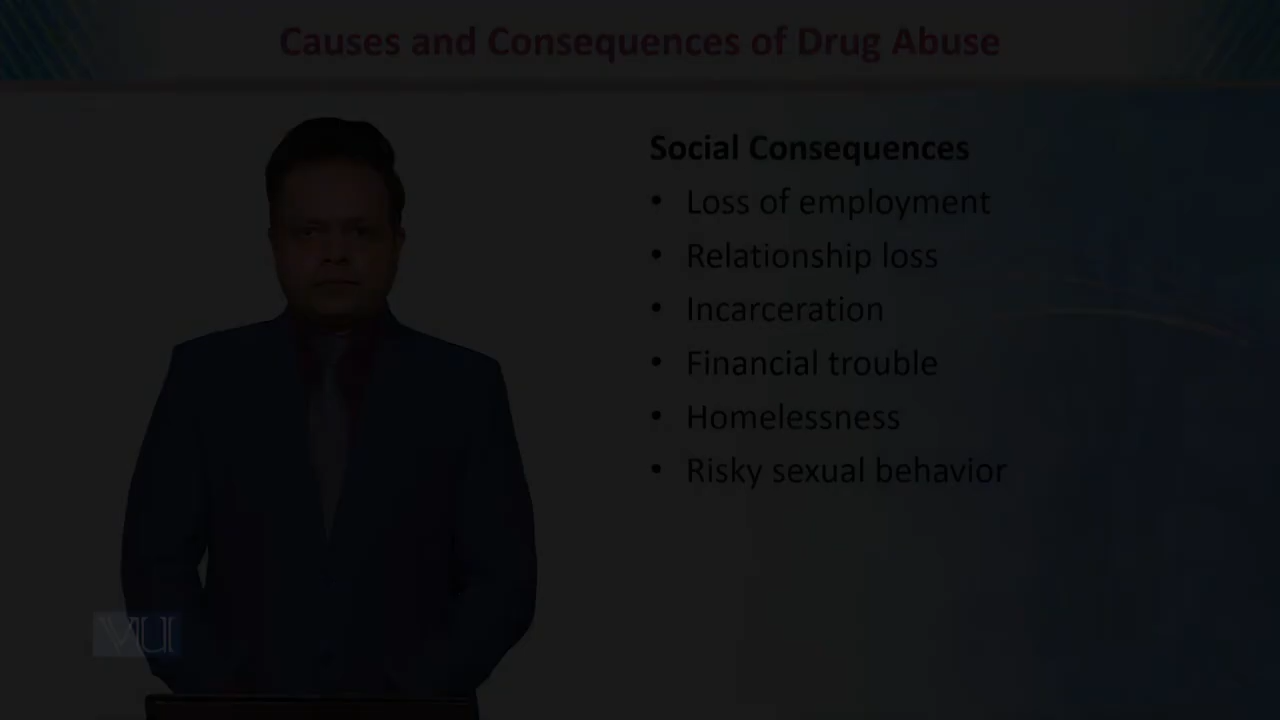 Causes and Consequences of Drug Abuse
Social Consequences
• Loss of employment
• Relationship loss
• Incarceration
• Financial trouble
• Homelessness
• Risky sexual behavior
VU